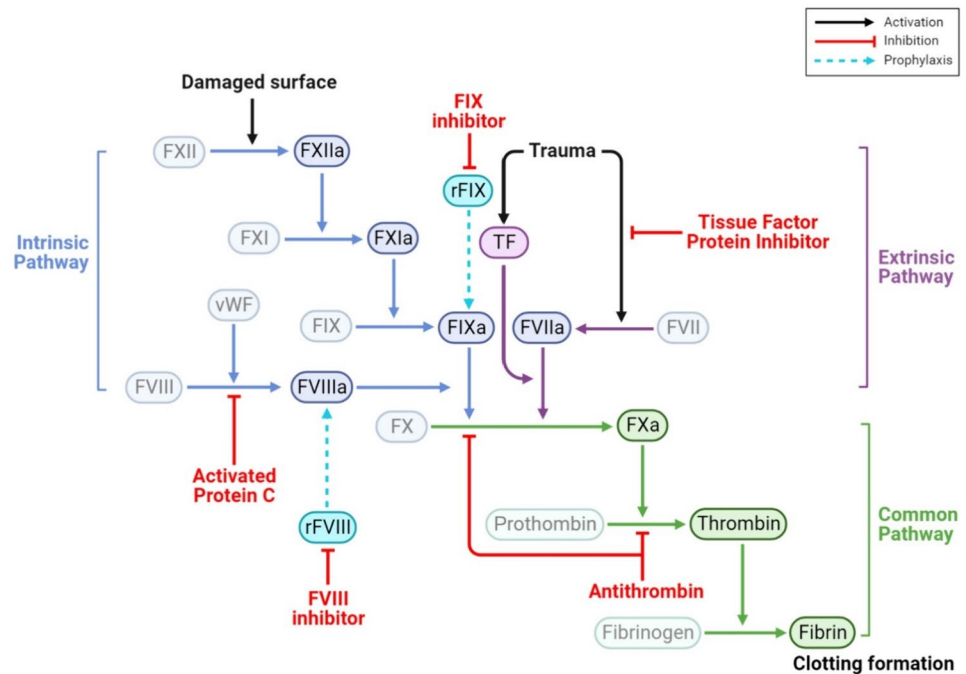 Activation
Inhibition
Prophylaxis
Damaged surface
FIX
inhibitor
Trauma
FXII
FXIIa
rFIX
Tissue Factor
Protein Inhibitor
Intrinsic
Pathway
FXI
FXIa
TF
Extrinsic
Pathway
vWF
FIX
FIXa
FVIIa
FVII
FVIII
FVIIIa
FX
FXa
Activated
Protein C
rFVIII
Prothombin
Thrombin
Common
Pathway
FVIII
inhibitor
Antithrombin
Fibrinogen
Fibrin
Clotting formation